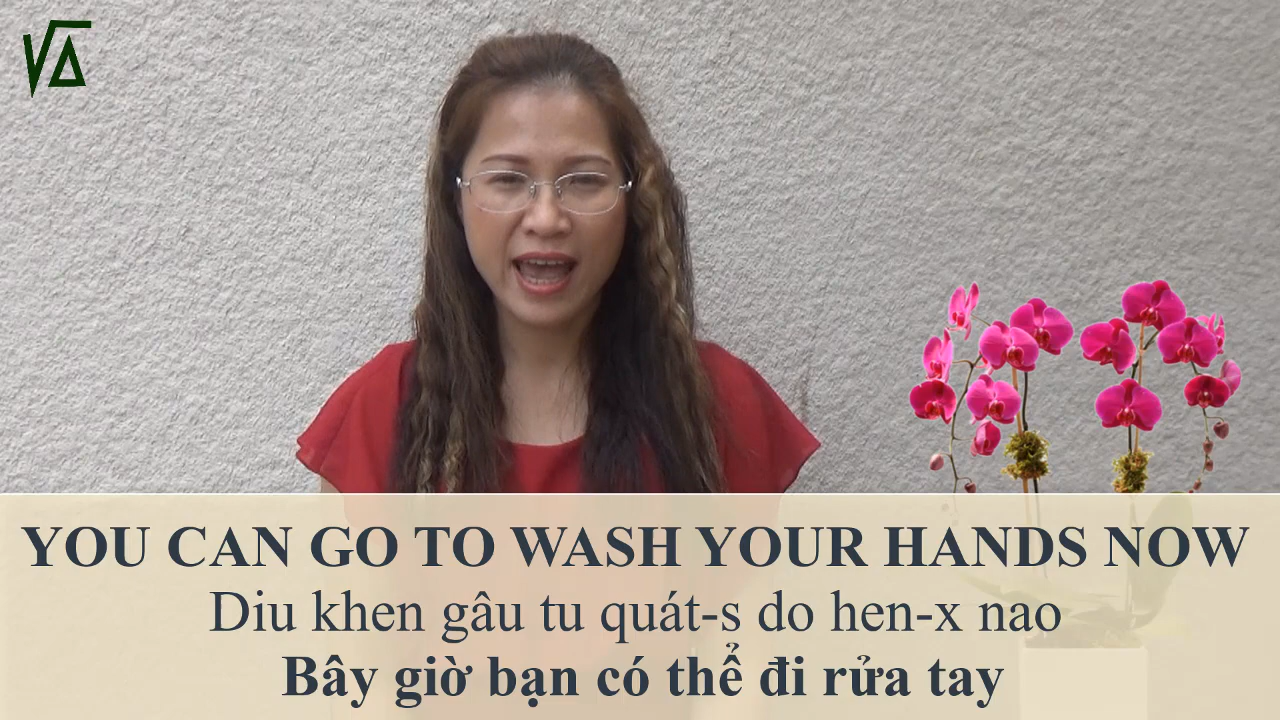 VA
YOU CAN GO TO WASH YOUR HANDS NOW
Diu khen gâu tu quát-s do hen-x nao
Bây giờ bạn có thể đi rửa tay